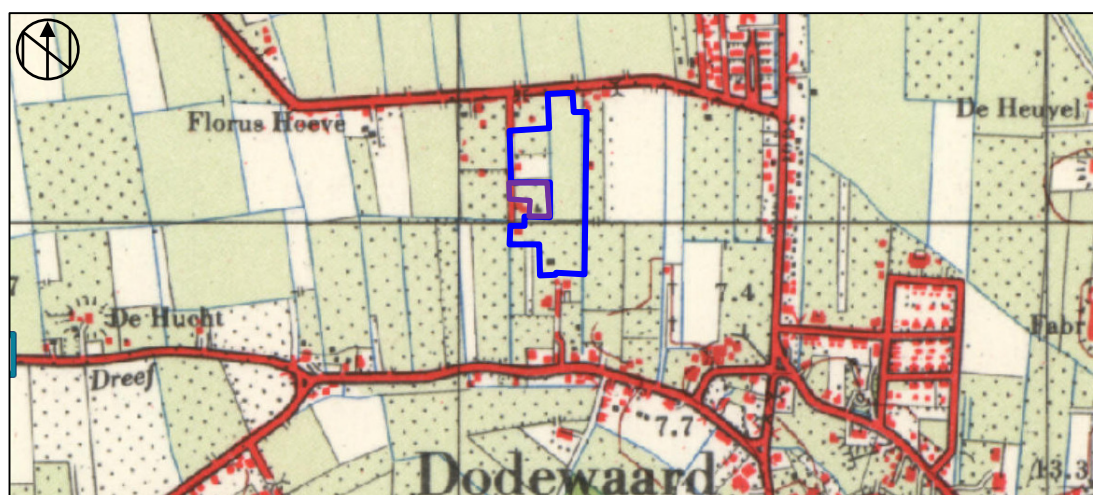 De Heuvel
Florus Hoeve
7
7.4
De Hucht
Fabr
Dreef
7.7
Dodewaard
13.3